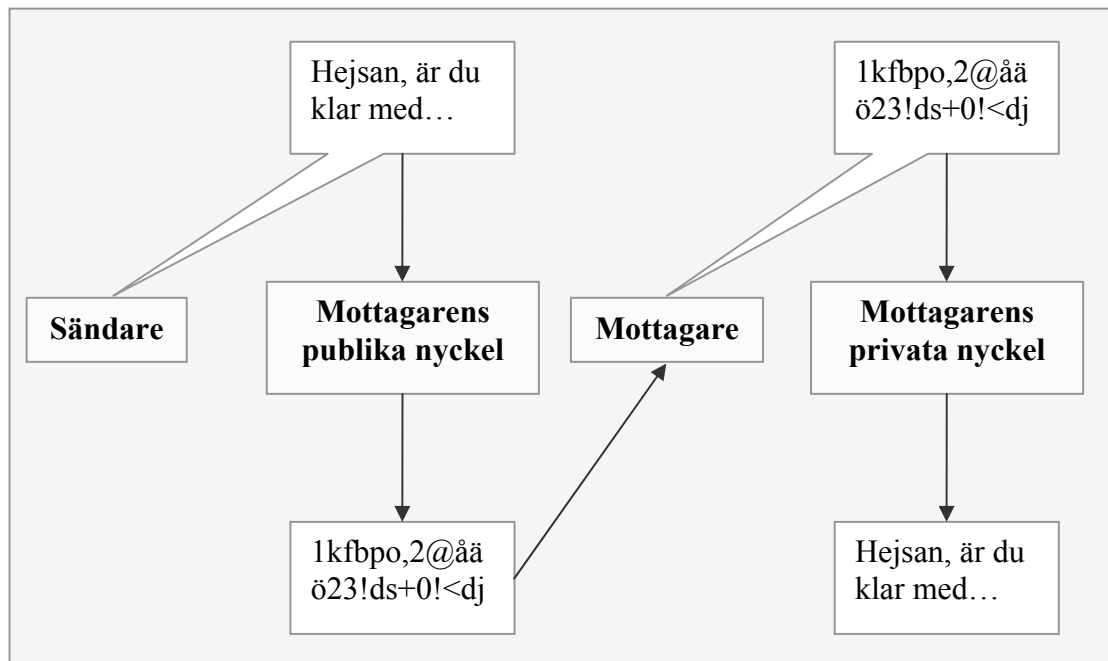 Hejsan, är du
klar med…
1kfbpo,2@åä
ö23!ds+0!<dj
Sändare
Mottagarens
publika nyckel
Mottagare
Mottagarens
privata nyckel
1kfbpo,2@åä
ö23!ds+0!<dj
Hejsan, är du
klar med…